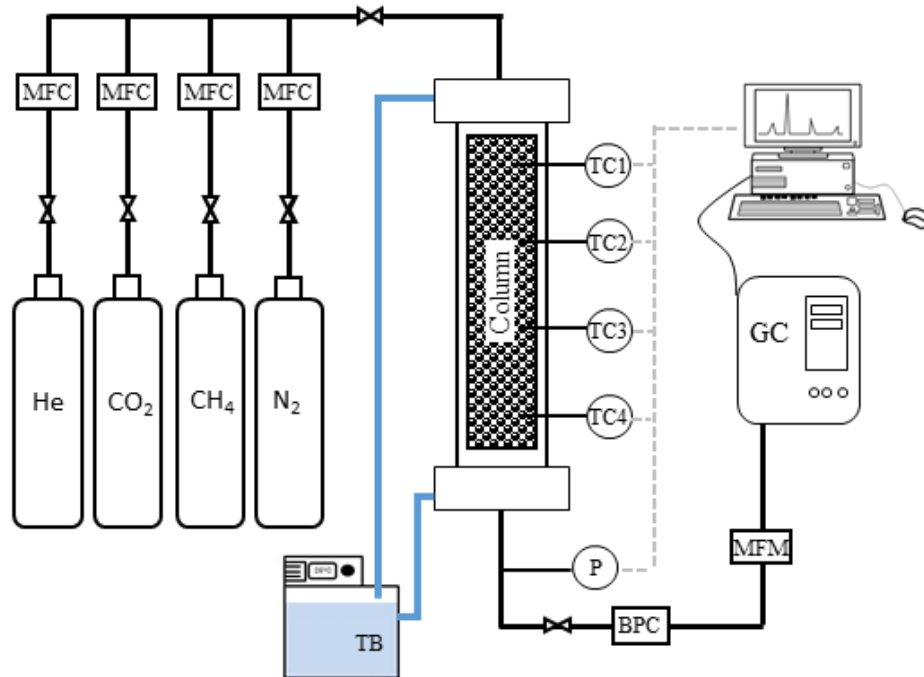 MFC
MFC
MFC
MFC
He
CO₂
CH₄
N₂
Column
TC1
TC2
TC3
TC4
P
TB
BPC
MFM
GC